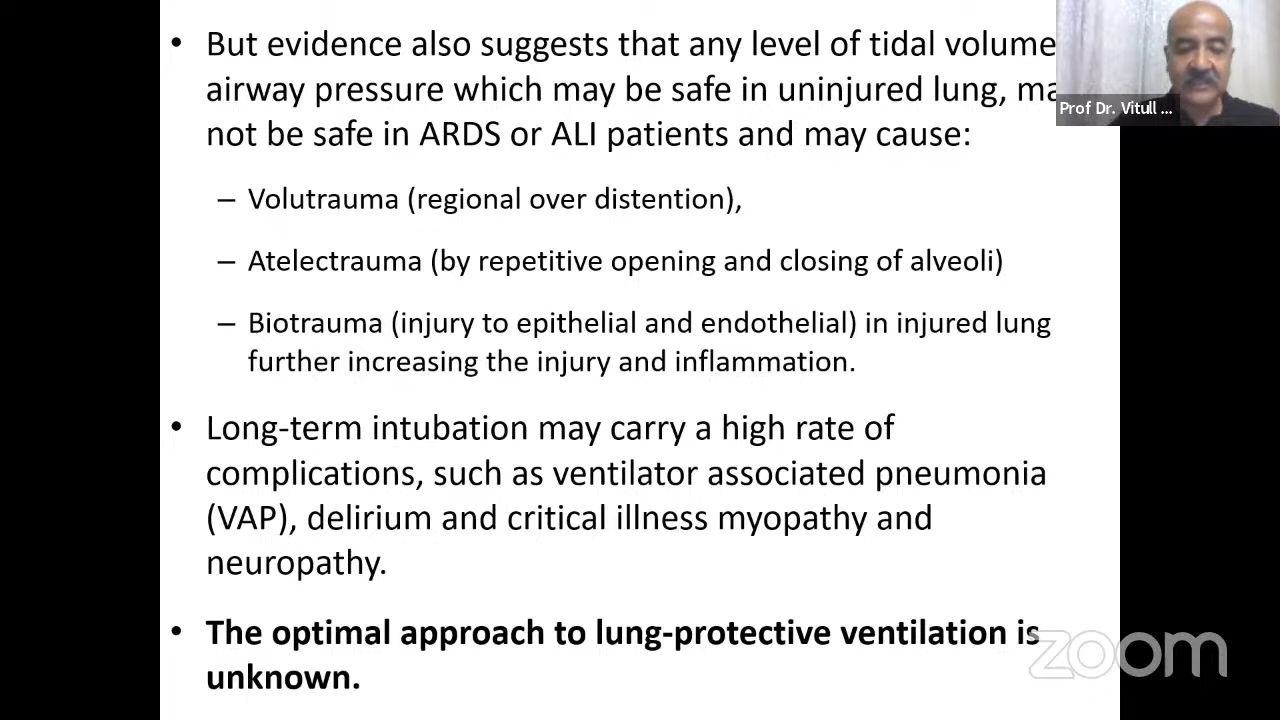 • But evidence also suggests that any level of tidal volume
airway pressure which may be safe in uninjured lung,
not be safe in ARDS or ALI patients and may cause:
– Volutrauma (regional over distention),
– Atelectrauma (by repetitive opening and closing of alveoli)
– Biotrauma (injury to epithelial and endothelial) in injured lung
further increasing the injury and inflammation.
• Long-term intubation may carry a high rate of
complications, such as ventilator associated pneumonia
(VAP), delirium and critical illness myopathy and
neuropathy.
• The optimal approach to lung-protective ventilation is
unknown.
Prof Dr. Vitull ...
zoom